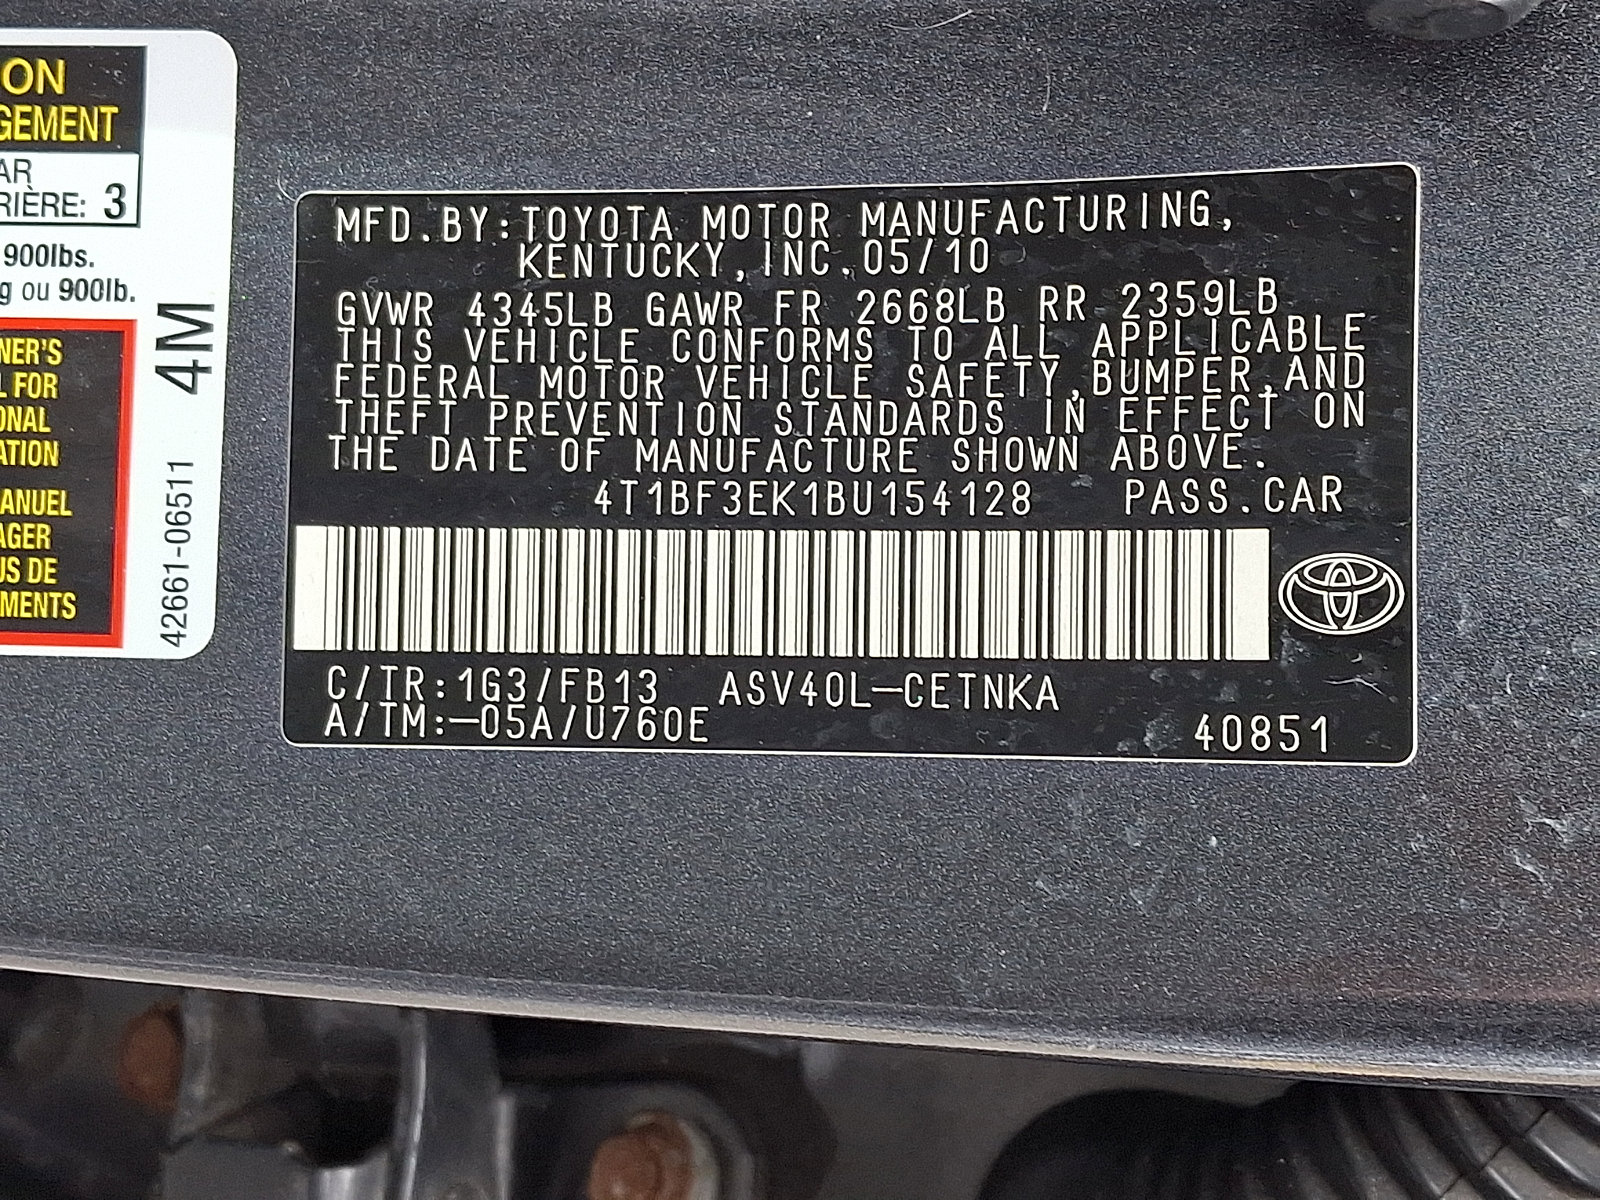 ON
GEMENT
AR
RIÈRE: 3
900lbs.
g ou 900lb.
NER'S
L FOR
ONAL
ATION
ANUEL
AGER
US DE
MENTS
42661-06511 4M
MFD.BY:TOYOTA MOTOR MANUFACTURING,
KENTUCKY,INC.05/10
GVWR 4345LB GAWR FR 2668LB RR 2359LB
THIS VEHICLE CONFORMS TO ALL APPLICABLE
FEDERAL MOTOR VEHICLE SAFETY,BUMPER,AND
THEFT PREVENTION STANDARDS IN EFFECT ON
THE DATE OF MANUFACTURE SHOWN ABOVE.
4T1BF3EK1BU154128 PASS.CAR
C/TR:1G3/FB13 ASV40L-CETNKA
A/TM:-05A/U760E 40851